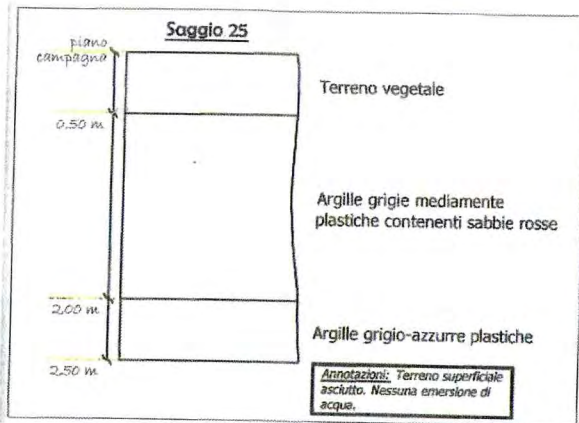 Saggio 25
piano
campagna
Terreno vegetale
0.50 m
Argille grigie mediamente
plastiche contenenti sabbie rosse
2.00 m
Argille grigio-azzurre plastiche
2.50 m
Annotazioni: Terreno superficiale
asciutto. Nessuna emersione di
acqua.